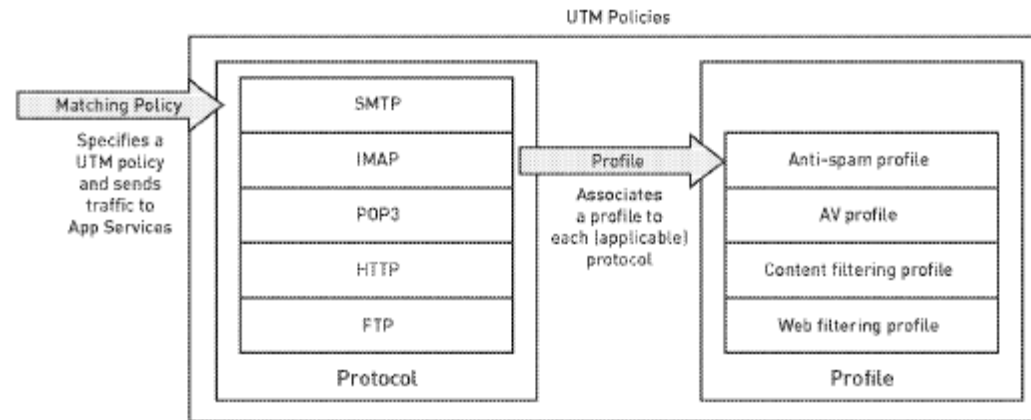 UTM Policies
Matching Policy
Specifies a
UTM policy
and sends
traffic to
App Services
SMTP
IMAP
POP3
HTTP
FTP
Protocol
Profile
Associates
a profile to
each (applicable)
protocol
Anti-spam profile
AV profile
Content filtering profile
Web filtering profile
Profile